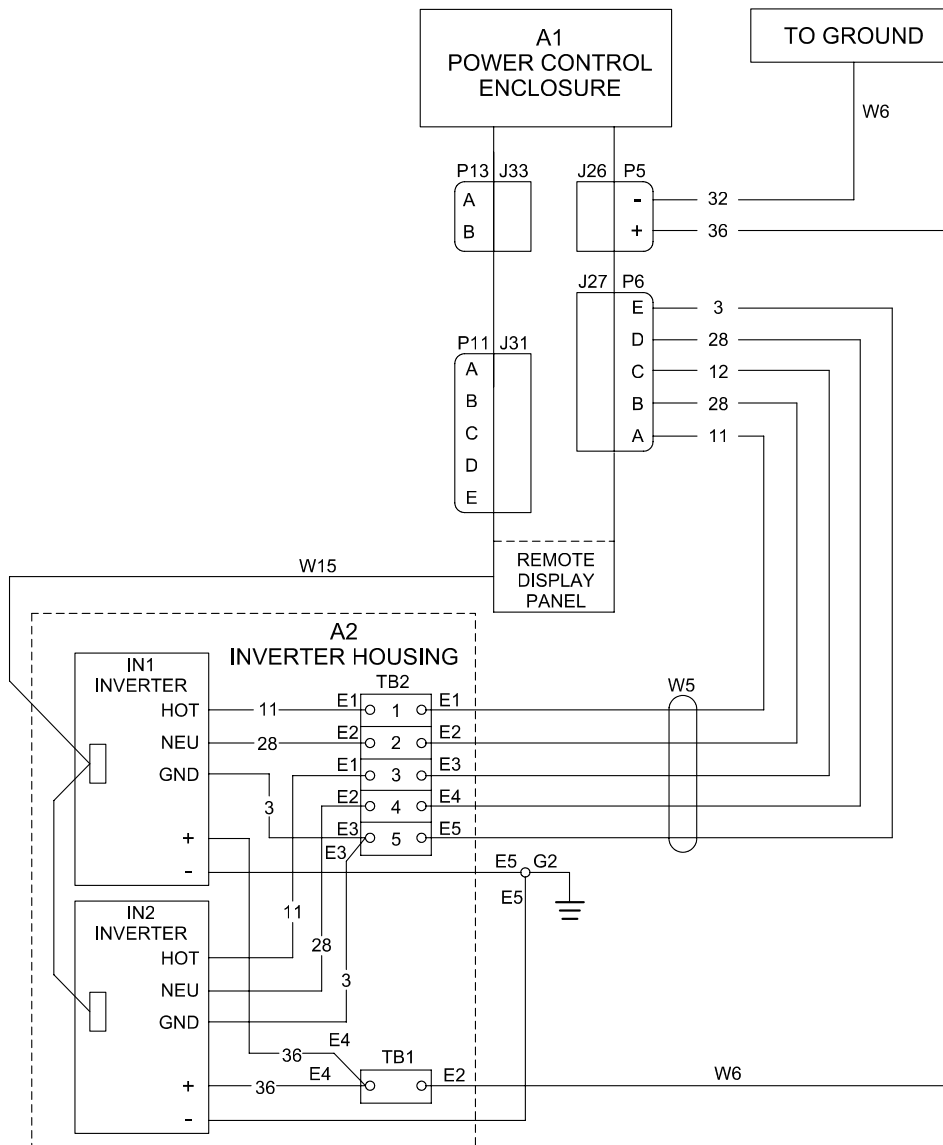 A1
POWER CONTROL
ENCLOSURE
TO GROUND
W6
P13 J33
A
B
J26 P5
-
+
32
36
J27 P6
E
D
C
B
A
3
28
12
28
11
P11 J31
A
B
C
D
E
REMOTE
DISPLAY
PANEL
W15
A2
INVERTER HOUSING
IN1
INVERTER
HOT
NEU
GND
+
-
11
28
3
TB2
E1 1 E1
E2 2 E2
E1 3 E3
E2 4 E4
E3 5 E5
E3
W5
E5 G2
E5
IN2
INVERTER
HOT
NEU
GND
+
-
11
28
3
E4
36
TB1
36
E4
E2
W6